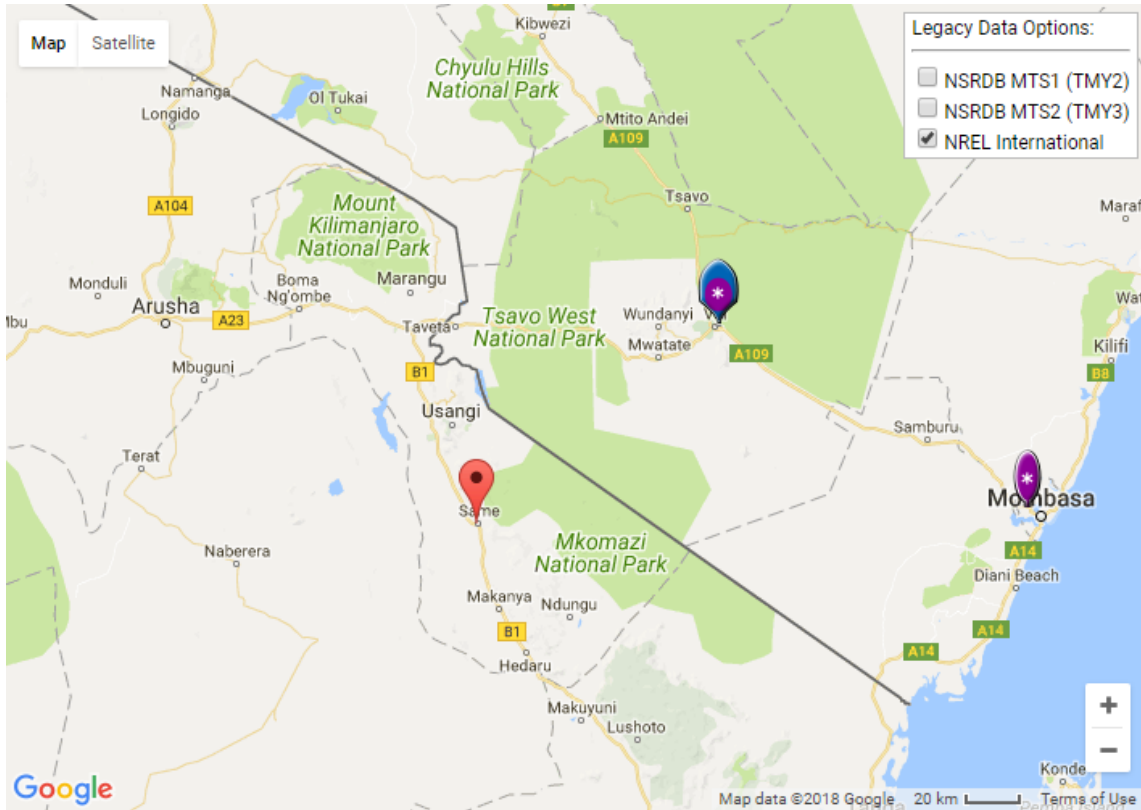 Map
Satellite
Legacy Data Options:
NSRDB MTS1 (TMY2)
NSRDB MTS2 (TMY3)
NREL International
Kibwezi
Chyulu Hills
National Park
Namanga
Ol Tukai
Longido
Mtito Andei
A109
Tsavo
A104
Mount
Kilimanjaro
National Park
Maraf
Monduli
Boma
Ng'ombe
Marangu
Arusha
A23
Mbu
Taveta
Tsavo West
National Park
Wundanyi
Mwatate
A109
Wat
Kilifi
B8
Mbuguni
B1
Usangi
Samburu
Terat
Same
Mombasa
Mkomazi
National Park
A14
Diani Beach
Naberera
Makanya
Ndungu
B1
A14
A14
Hedaru
Makuyuni
Lushoto
Konde
Google
Map data ©2018 Google
20 km
Terms of Use